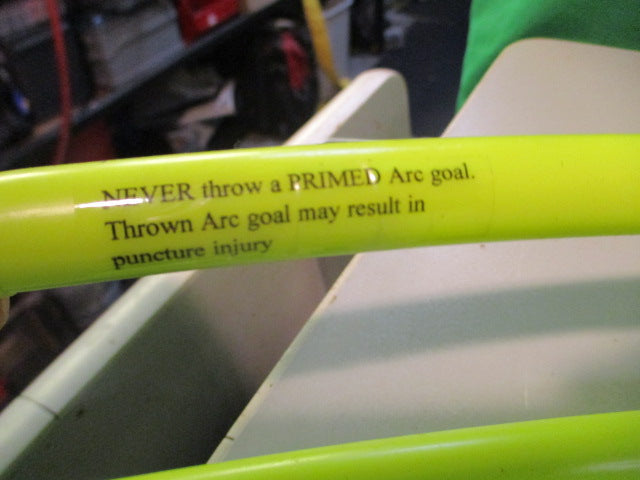 NEVER throw a PRIMED Arc goal.
Thrown Arc goal may result in
puncture injury